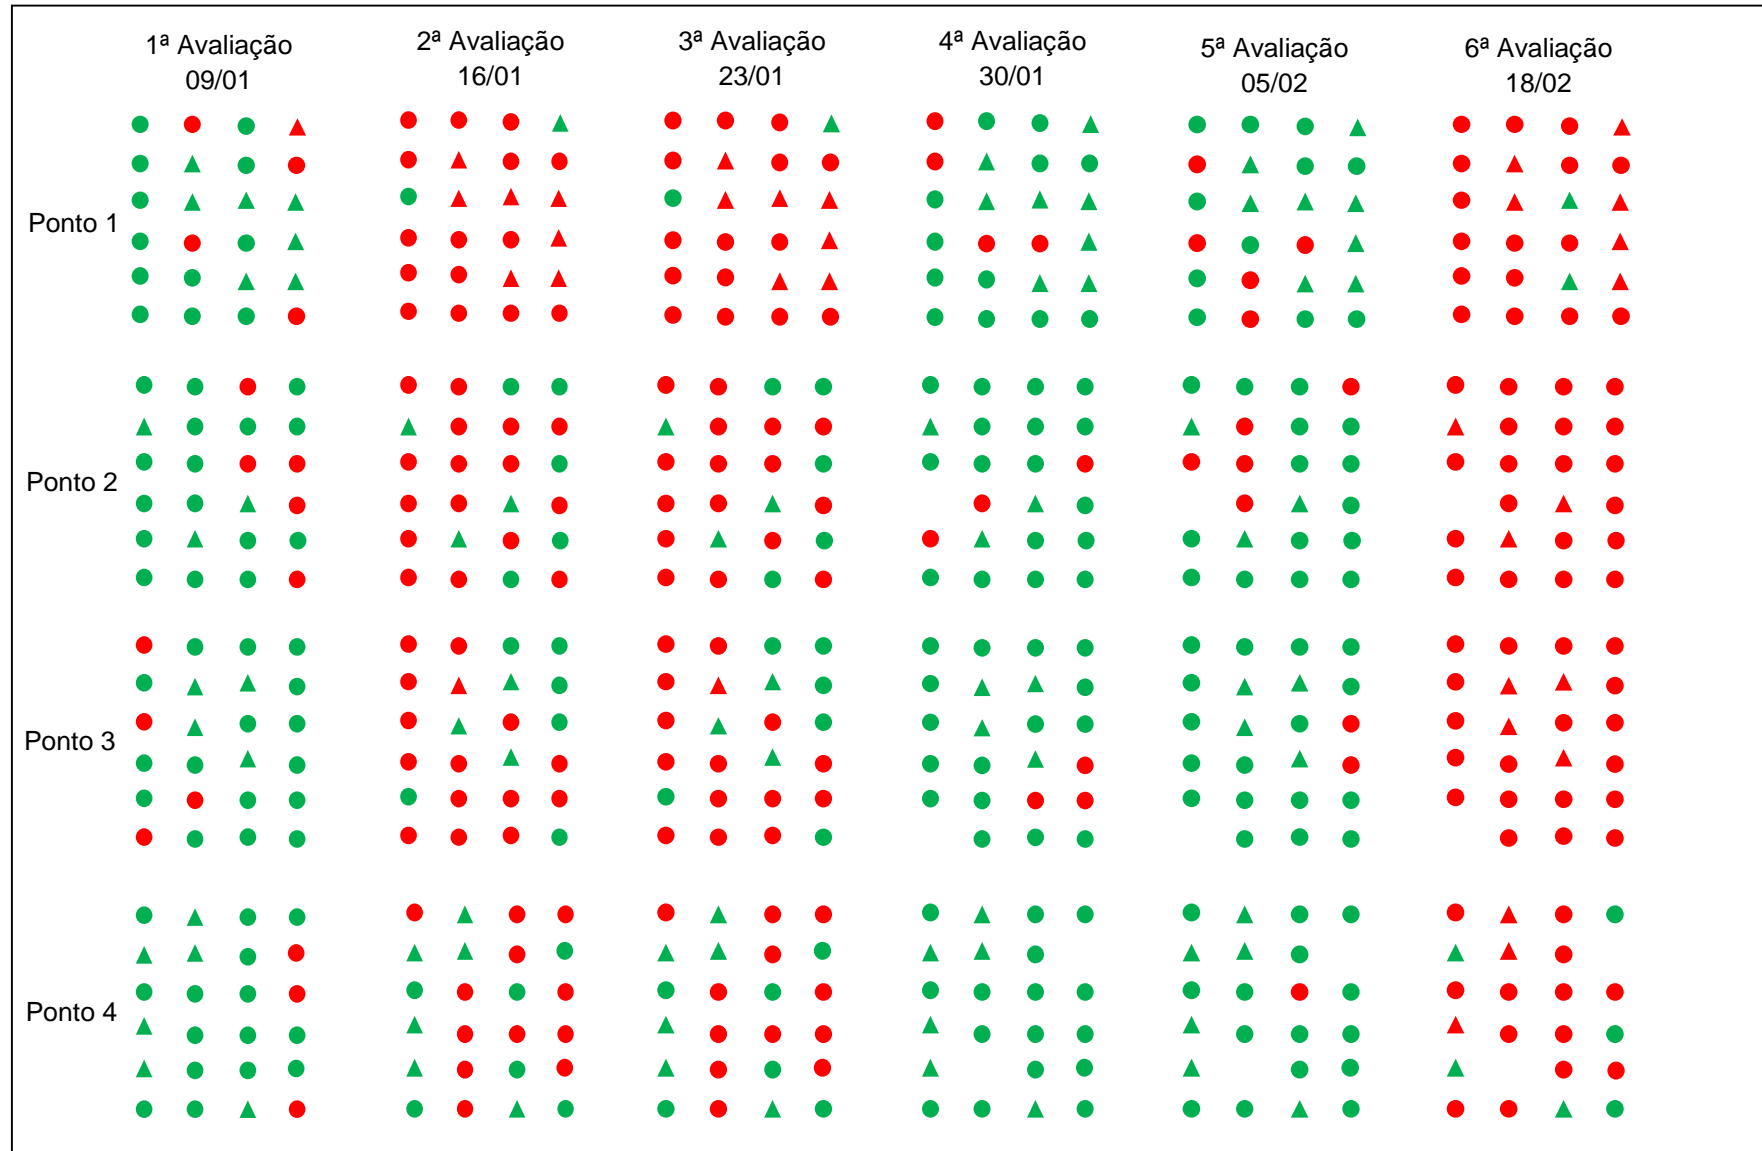 1ª Avaliação
09/01
2ª Avaliação
16/01
3ª Avaliação
23/01
4ª Avaliação
30/01
5ª Avaliação
05/02
6ª Avaliação
18/02
Ponto 1
Ponto 2
Ponto 3
Ponto 4